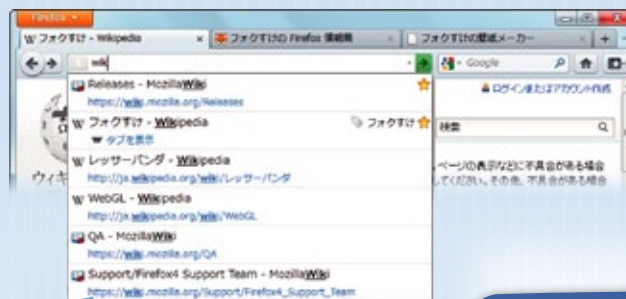 Firefox
フォクすけ - Wikipedia
フォクすけの Firefox 情報局
フォクすけの壁紙メーカー
wik
Google
Releases - MozillaWiki
https://wiki.mozilla.org/Releases
ログインまたはアカウント作成
フォクすけ - Wikipedia
フォクすけ
検索
タブを表示
レッサーパンダ - Wikipedia
http://ja.wikipedia.org/wiki/レッサーパンダ
ページの表示などに不具合がある場合
ウィキ
してください。その他、不具合がある場合
WebGL - Wikipedia
http://ja.wikipedia.org/wiki/WebGL
QA - MozillaWiki
https://wiki.mozilla.org/QA
Support/Firefox4 Support Team - MozillaWiki
https://wiki.mozilla.org/Support/Firefox4_Support_Team